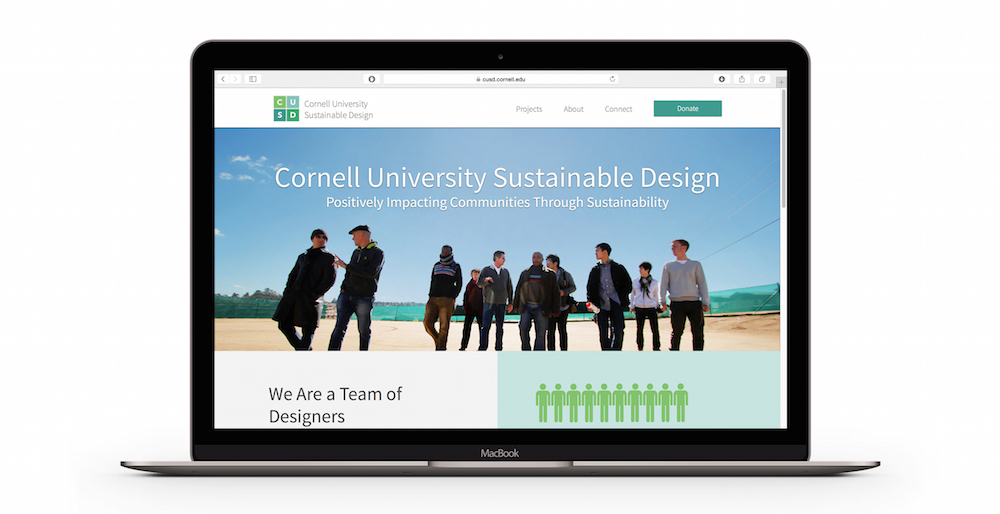 cusd.cornell.edu
C U
S D
Cornell University
Sustainable Design
Projects
About
Connect
Donate
Cornell University Sustainable Design
Positively Impacting Communities Through Sustainability
We Are a Team of
Designers
MacBook